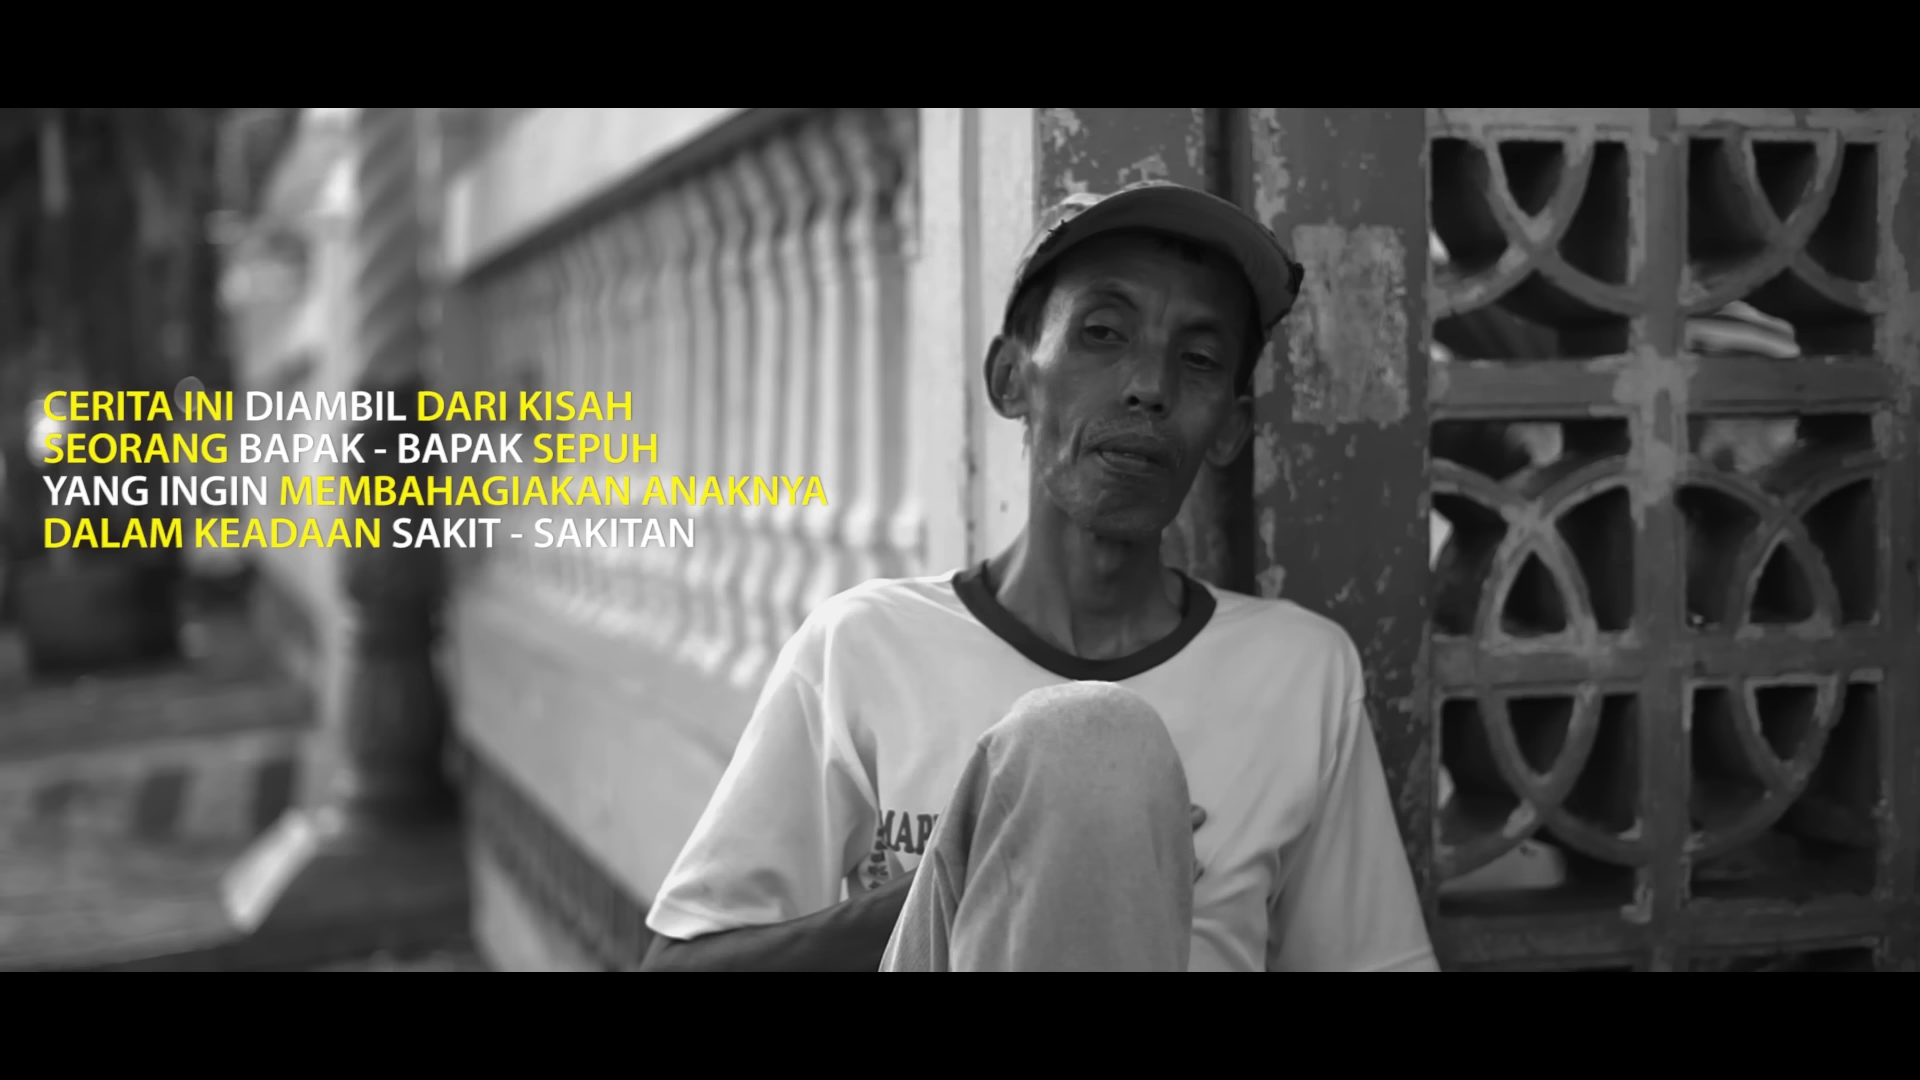 CERITA INI DIAMBIL DARI KISAH
SEORANG BAPAK - BAPAK SEPUH
YANG INGIN MEMBAHAGIAKAN ANAKNYA
DALAM KEADAAN SAKIT - SAKITAN